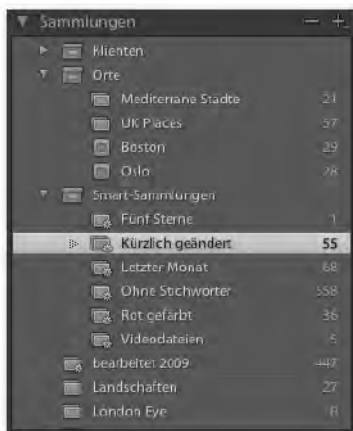 Sammlungen
Klienten
Orte
Mediterrane Städte 21
UK Places 57
Boston 29
Oslo 28
Smart-Sammlungen
Fünf Sterne 1
Kürzlich geändert 55
Letzter Monat 68
Ohne Stichwörter 558
Rot gefärbt 36
Videodateien 5
bearbeitet 2009 447
Landschaften 27
London Eye 8